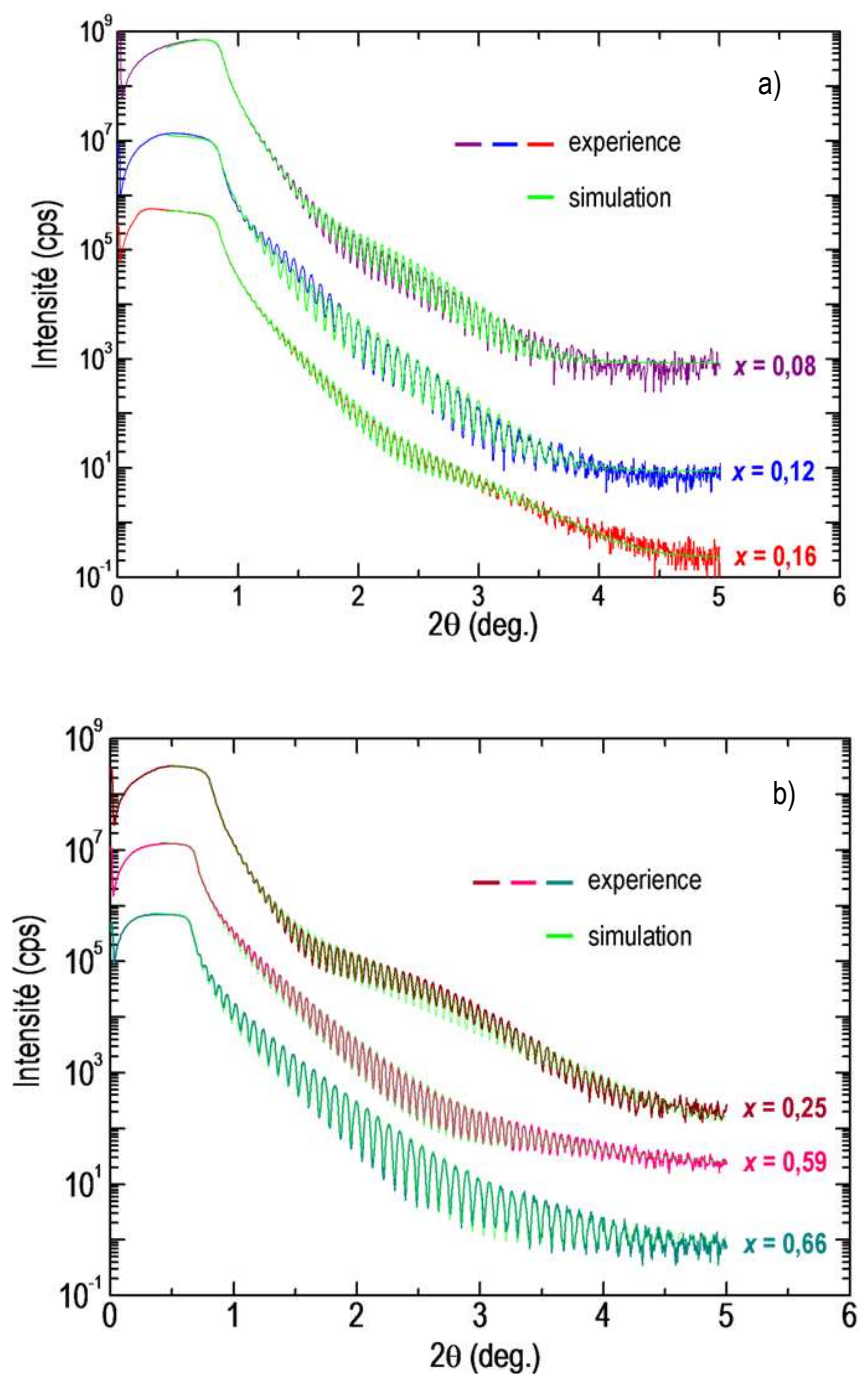 10^9
a)
10^7
experience
simulation
10^5
Intensité (cps)
10^3
x = 0,08
10^1
x = 0,12
x = 0,16
10^-1
0 1 2 3 4 5 6
2θ (deg.)
10^9
b)
10^7
experience
simulation
10^5
Intensité (cps)
10^3
x = 0,25
x = 0,59
10^1
x = 0,66
10^-1
0 1 2 3 4 5 6
2θ (deg.)